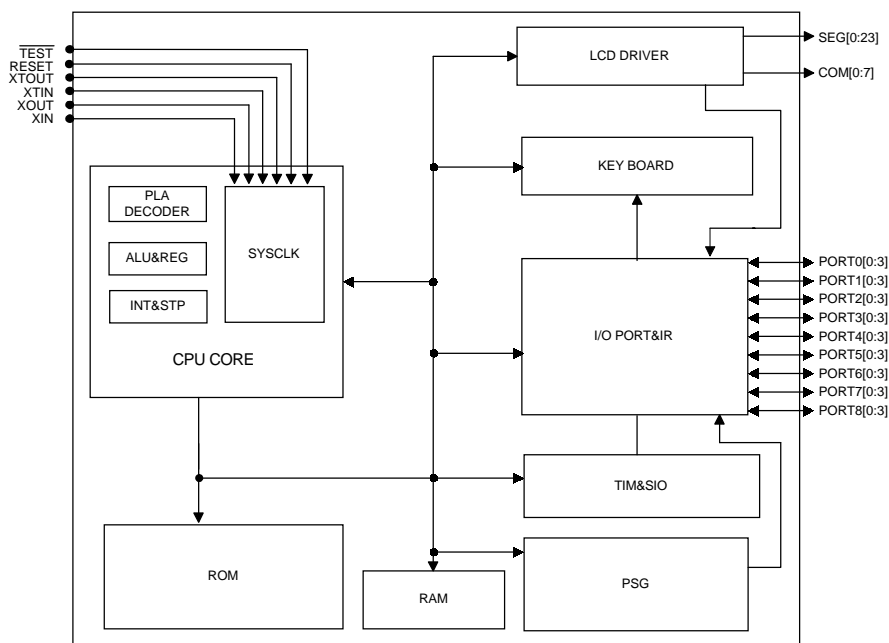 TEST
RESET
XTOUT
XTIN
XOUT
XIN
PLA
DECODER
ALU&REG
INT&STP
SYSCLK
CPU CORE
ROM
RAM
LCD DRIVER
KEY BOARD
I/O PORT&IR
TIM&SIO
PSG
SEG[0:23]
COM[0:7]
PORT0[0:3]
PORT1[0:3]
PORT2[0:3]
PORT3[0:3]
PORT4[0:3]
PORT5[0:3]
PORT6[0:3]
PORT7[0:3]
PORT8[0:3]